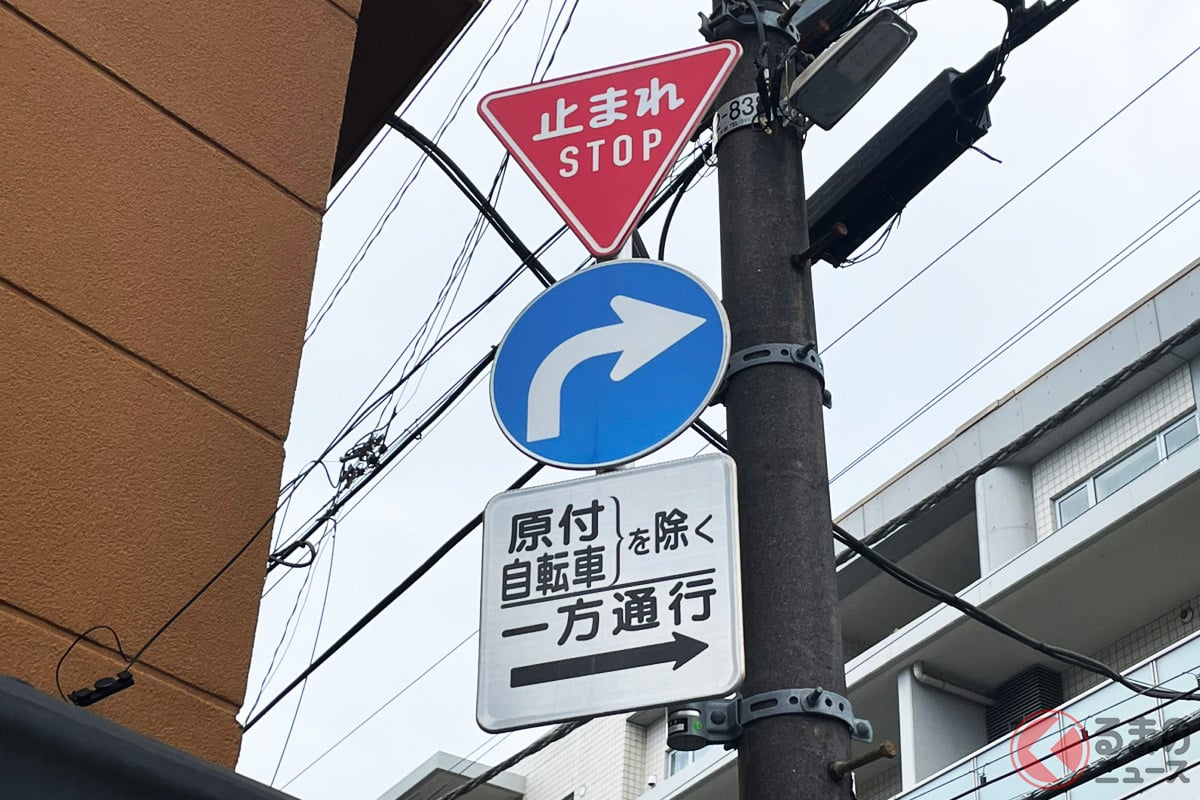 止まれ
STOP
原付
自転車
を除く
一方通行
くるまの
ニュース